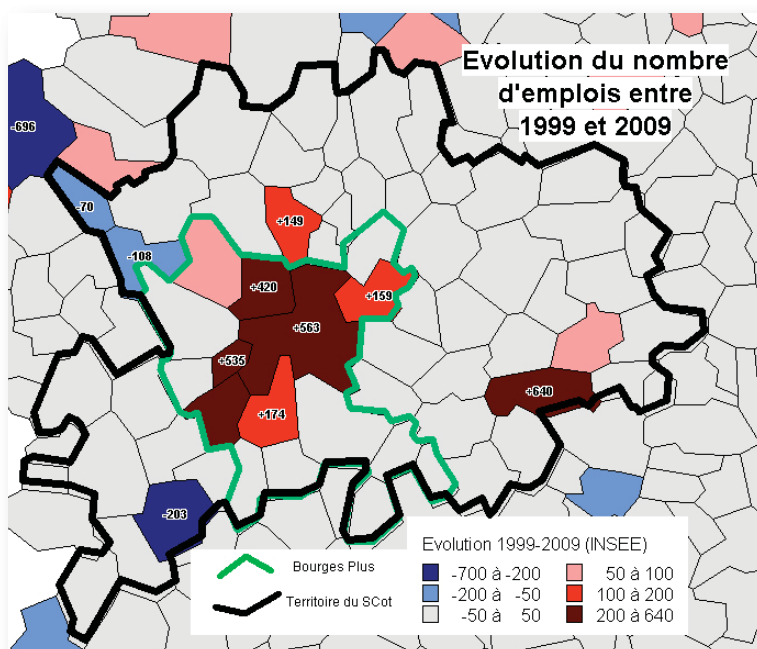 Evolution du nombre
d'emplois entre
1999 et 2009
-696
-70
+149
-108
+420
+159
+563
+535
+640
+174
-203
Evolution 1999-2009 (INSEE)
Bourges Plus
Territoire du SCot
-700 à -200
-200 à -50
-50 à 50
50 à 100
100 à 200
200 à 640